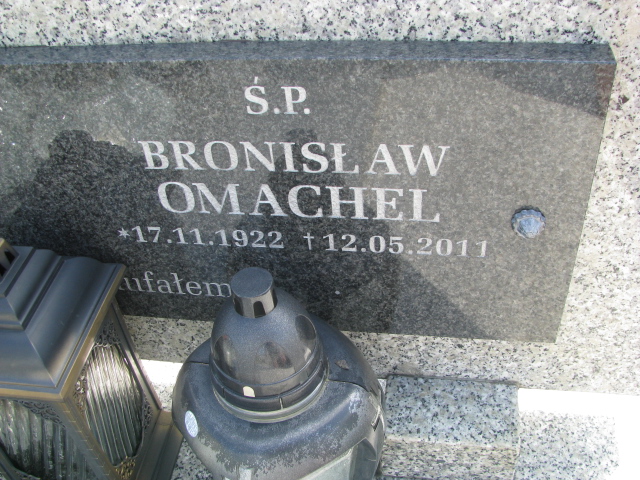 Ś.P.
BRONISŁAW
OMACHEL
*17.11.1922 †12.05.2011
ufałem